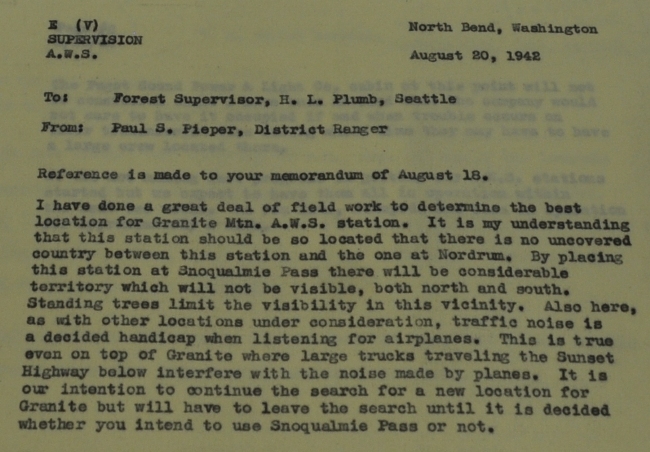 E (V)
SUPERVISION
A.W.S.
North Bend, Washington
August 20, 1942
To: Forest Supervisor, H. L. Plumb, Seattle
From: Paul S. Pieper, District Ranger
Reference is made to your memorandum of August 18.
I have done a great deal of field work to determine the best
location for Granite Mtn. A.W.S. station. It is my understanding
that this station should be so located that there is no uncovered
country between this station and the one at Nordrum. By placing
this station at Snoqualmie Pass there will be considerable
territory which will not be visible, both north and south.
Standing trees limit the visibility in this vicinity. Also here,
as with other locations under consideration, traffic noise is
a decided handicap when listening for airplanes. This is true
even on top of Granite where large trucks traveling the Sunset
Highway below interfere with the noise made by planes. It is
our intention to continue the search for a new location for
Granite but will have to leave the search until it is decided
whether you intend to use Snoqualmie Pass or not.